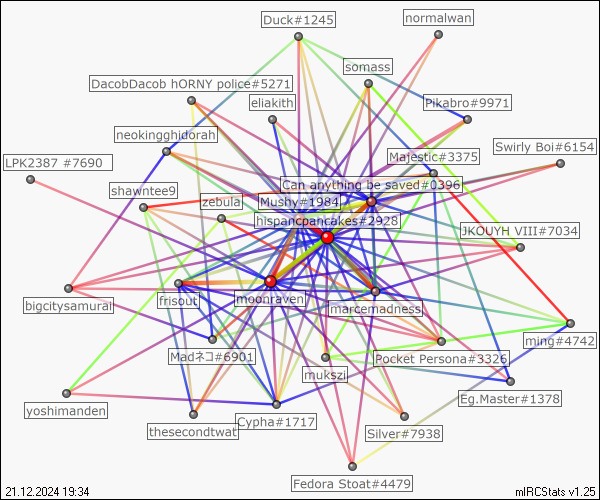 Duck#1245
normalwan
somass
DacobDacob hORNY police#5271
eliakith
Pikabro#9971
neokingghidorah
Swirly Boi#6154
Majestic#3375
LPK2387 #7690
Can anything be saved#0396
shawntee9
zebula
Mushy#1984
hispancpancakes#2928
JKOUYH VIII#7034
frisout
moonraven
bigcitysamurai
marcemadness
ming#4742
Madネコ#6901
Pocket Persona#3326
mukszi
Eg.Master#1378
yoshimanden
thesecondtwat
Cypha#1717
Silver#7938
Fedora Stoat#4479
21.12.2024 19:34
mIRCStats v1.25